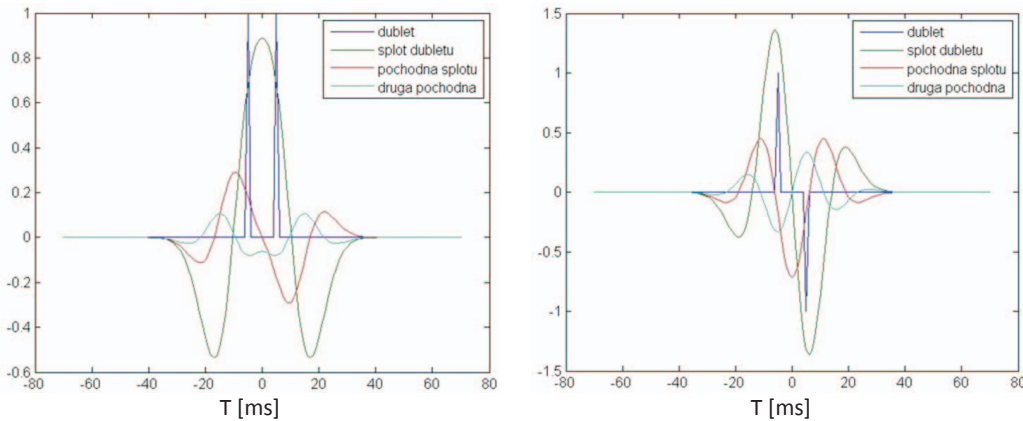 1
0.8
0.6
0.4
0.2
0
-0.2
-0.4
-0.6
-80 -60 -40 -20 0 20 40 60 80
T [ms]
dublet
splot dubletu
pochodna splotu
druga pochodna
1.5
1
0.5
0
-0.5
-1
-1.5
-80 -60 -40 -20 0 20 40 60 80
T [ms]
dublet
splot dubletu
pochodna splotu
druga pochodna